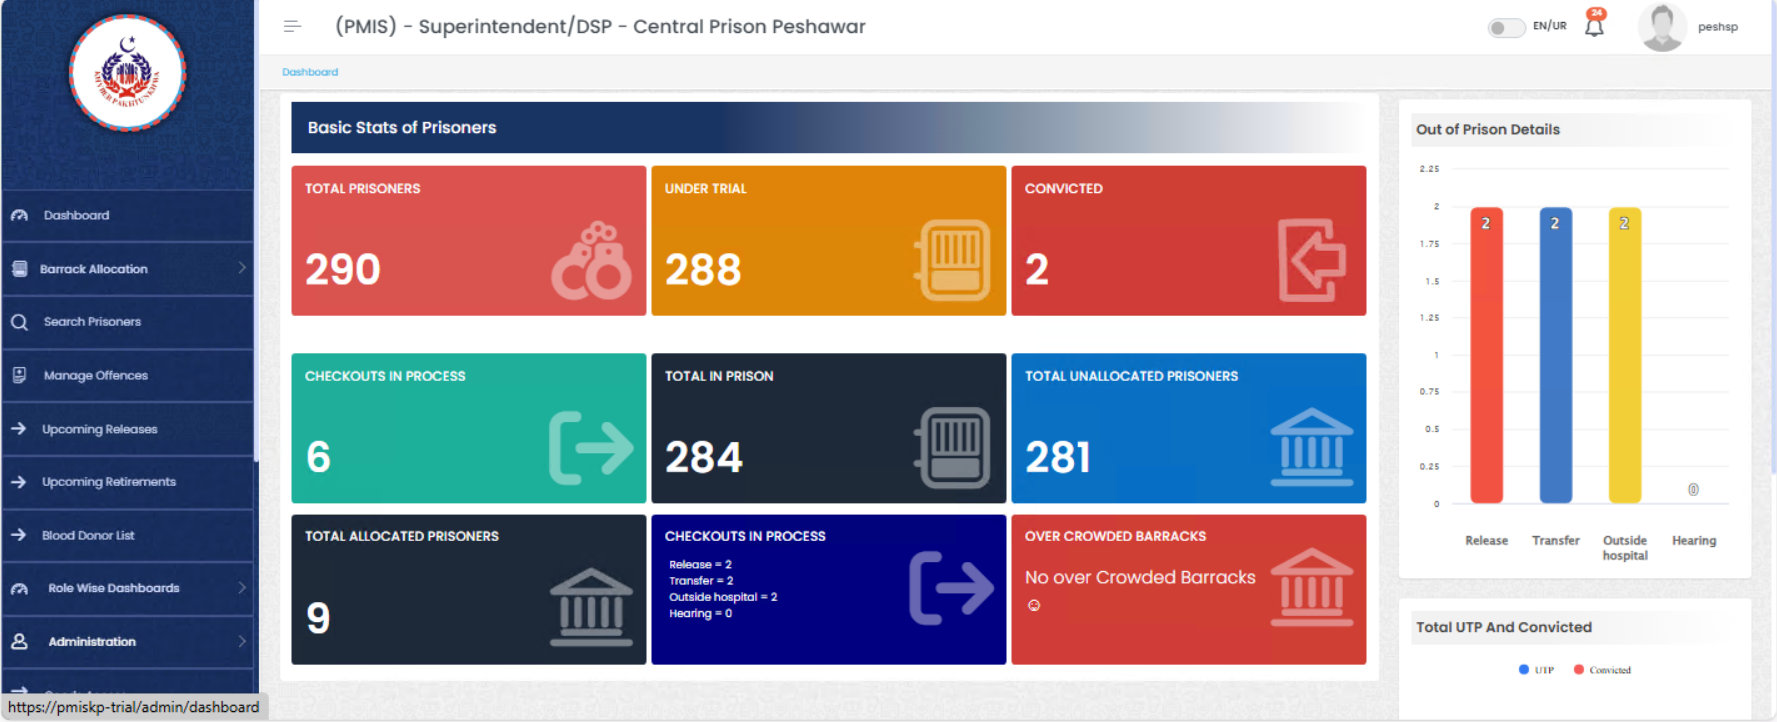 (PMIS) - Superintendent/DSP - Central Prison Peshawar
EN/UR
24
peshsp
PRISONS
KHYBER PAKHTUNKHWA
Dashboard
Barrack Allocation
Search Prisoners
Manage Offences
Upcoming Releases
Upcoming Retirements
Blood Donor List
Role Wise Dashboards
Administration
https://pmiskp-trial/admin/dashboard
Dashboard
Basic Stats of Prisoners
TOTAL PRISONERS
290
UNDER TRIAL
288
CONVICTED
2
CHECKOUTS IN PROCESS
6
TOTAL IN PRISON
284
TOTAL UNALLOCATED PRISONERS
281
TOTAL ALLOCATED PRISONERS
9
CHECKOUTS IN PROCESS
Release = 2
Transfer = 2
Outside hospital = 2
Hearing = 0
OVER CROWDED BARRACKS
No over Crowded Barracks
☺
Out of Prison Details
2.25
2
1.75
1.5
1.25
1
0.75
0.5
0.25
0
2
2
2
0
Release
Transfer
Outside
hospital
Hearing
Total UTP And Convicted
UTP
Convicted